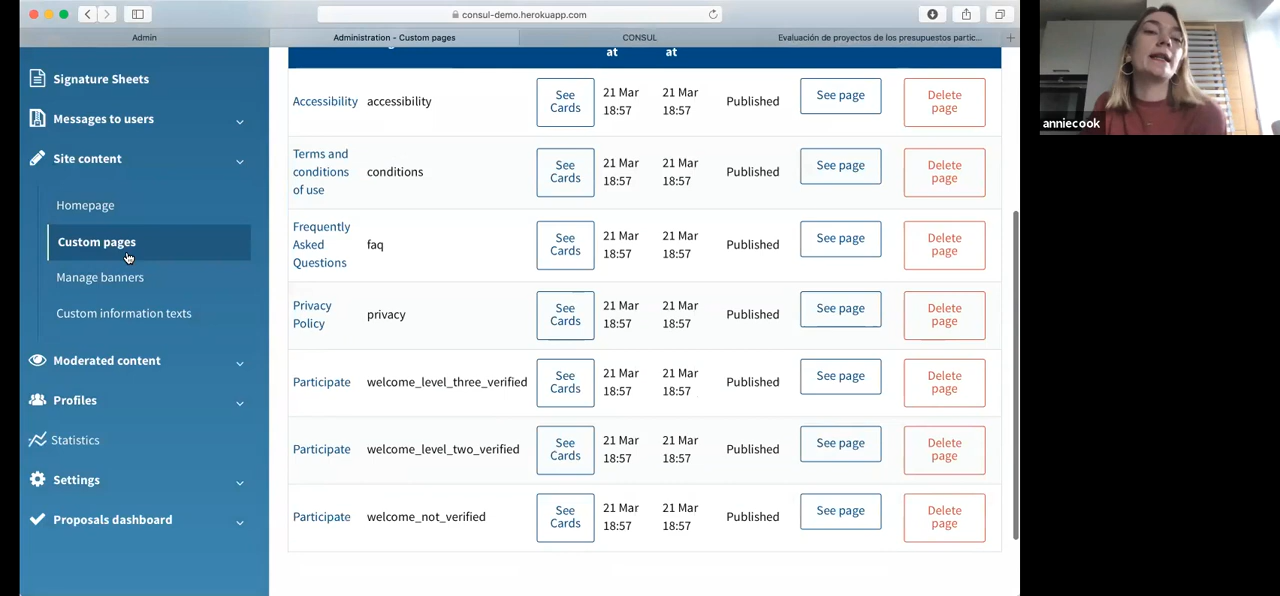 consul-demo.herokuapp.com
Admin
Administration - Custom pages
CONSUL
Evaluación de proyectos de los presupuestos partic...
Signature Sheets
Messages to users
Site content
Homepage
Custom pages
Manage banners
Custom information texts
Moderated content
Profiles
Statistics
Settings
Proposals dashboard
at
at
Accessibility
accessibility
See
Cards
21 Mar
18:57
21 Mar
18:57
Published
See page
Delete
page
Terms and
conditions
of use
conditions
See
Cards
21 Mar
18:57
21 Mar
18:57
Published
See page
Delete
page
Frequently
Asked
Questions
faq
See
Cards
21 Mar
18:57
21 Mar
18:57
Published
See page
Delete
page
Privacy
Policy
privacy
See
Cards
21 Mar
18:57
21 Mar
18:57
Published
See page
Delete
page
Participate
welcome_level_three_verified
See
Cards
21 Mar
18:57
21 Mar
18:57
Published
See page
Delete
page
Participate
welcome_level_two_verified
See
Cards
21 Mar
18:57
21 Mar
18:57
Published
See page
Delete
page
Participate
welcome_not_verified
See
Cards
21 Mar
18:57
21 Mar
18:57
Published
See page
Delete
page
anniecook